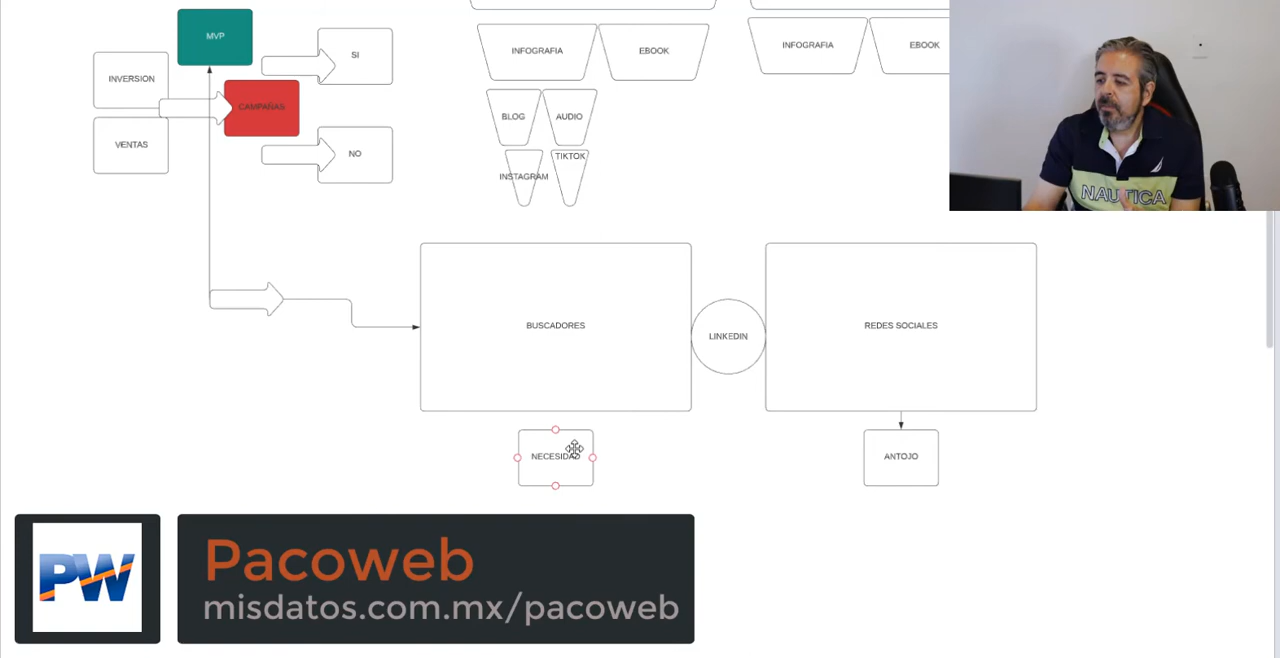 MVP
INVERSION
CAMPAÑAS
VENTAS
SI
NO
INFOGRAFIA
EBOOK
BLOG
AUDIO
INSTAGRAM
TIKTOK
INFOGRAFIA
EBOOK
NAUTICA
BUSCADORES
LINKEDIN
REDES SOCIALES
NECESIDAD
ANTOJO
PW
Pacoweb
misdatos.com.mx/pacoweb